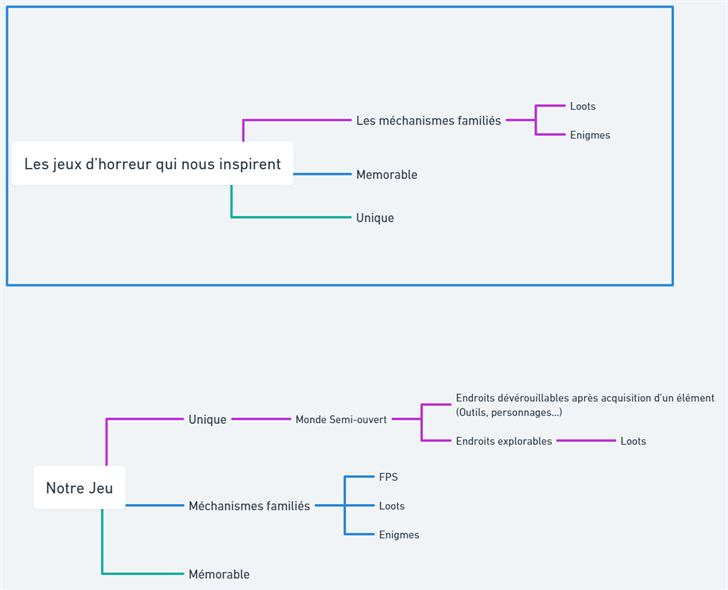 Les méchanismes familiés
Loots
Enigmes
Les jeux d'horreur qui nous inspirent
Memorable
Unique
Unique
Monde Semi-ouvert
Endroits dévérouillables après acquisition d'un élément
(Outils, personnages...)
Endroits explorables
Loots
Notre Jeu
Méchanismes familiés
FPS
Loots
Enigmes
Mémorable